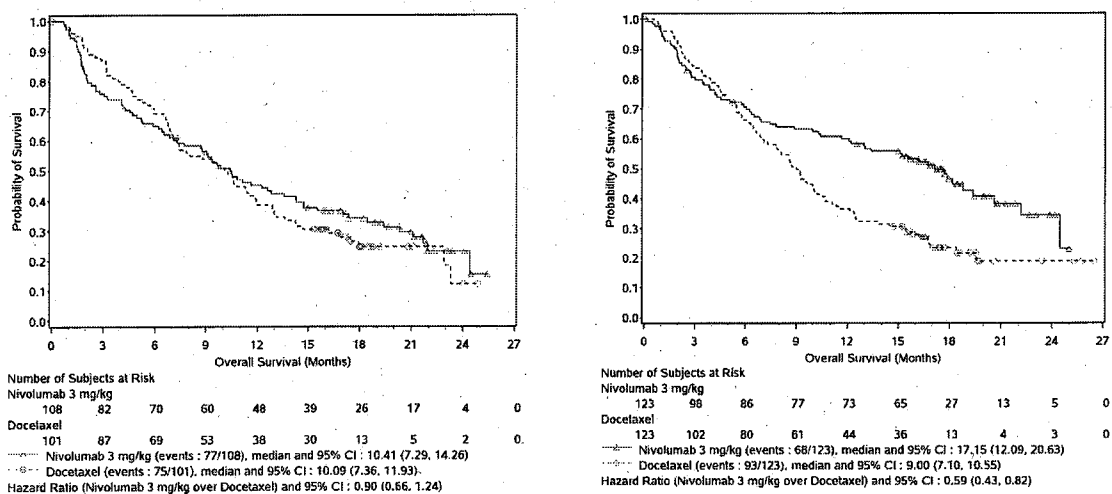 1.0
0.9
0.8
0.7
0.6
0.5
0.4
0.3
0.2
0.1
0.0
Probability of Survival
0 3 6 9 12 15 18 21 24 27
Overall Survival (Months)
Number of Subjects at Risk
Nivolumab 3 mg/kg
108 82 70 60 48 39 26 17 4 0
Docetaxel
101 87 69 53 38 30 13 5 2 0
Nivolumab 3 mg/kg (events : 77/108), median and 95% CI : 10.41 (7.29, 14.26)
Docetaxel (events : 75/101), median and 95% CI : 10.09 (7.36, 11.93)
Hazard Ratio (Nivolumab 3 mg/kg over Docetaxel) and 95% CI : 0.90 (0.66, 1.24)
1.0
0.9
0.8
0.7
0.6
0.5
0.4
0.3
0.2
0.1
0.0
Probability of Survival
0 3 6 9 12 15 18 21 24 27
Overall Survival (Months)
Number of Subjects at Risk
Nivolumab 3 mg/kg
123 98 86 77 73 65 27 13 5 0
Docetaxel
123 102 80 61 44 36 13 4 3 0
Nivolumab 3 mg/kg (events : 68/123), median and 95% CI : 17.15 (12.09, 20.63)
Docetaxel (events : 93/123), median and 95% CI : 9.00 (7.10, 10.55)
Hazard Ratio (Nivolumab 3 mg/kg over Docetaxel) and 95% CI : 0.59 (0.43, 0.82)